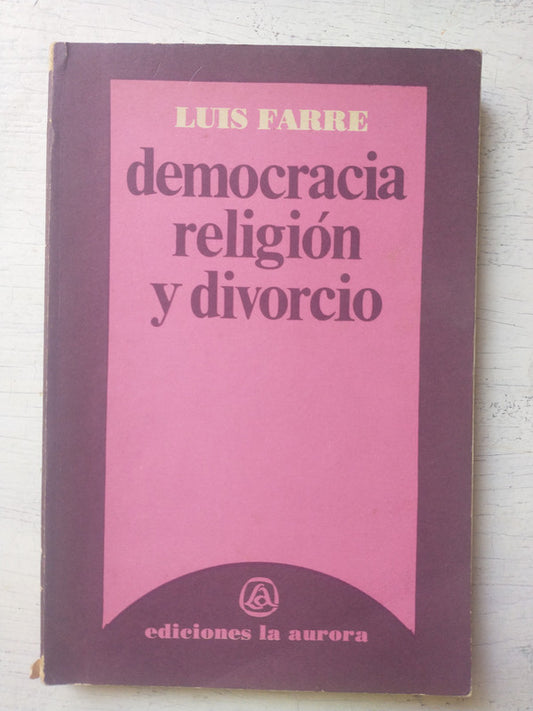 LUIS FARRE
democracia
religión
y divorcio
ediciones la aurora